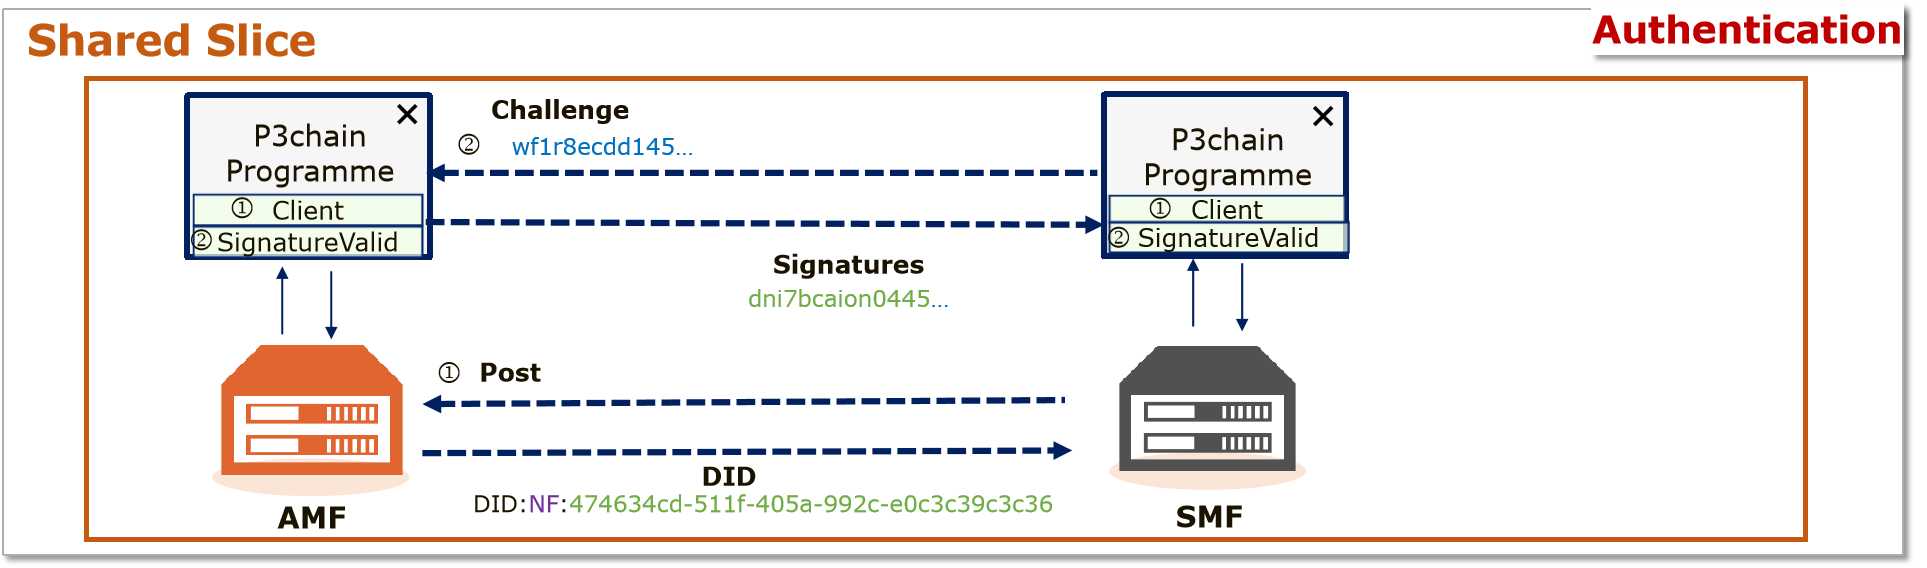 Shared Slice
Authentication
P3chain
Programme
① Client
② SignatureValid
Challenge
② wf1r8ecdd145...
P3chain
Programme
① Client
② SignatureValid
Signatures
dni7bcaion0445...
① Post
DID
DID:NF:474634cd-511f-405a-992c-e0c3c39c3c36
AMF
SMF